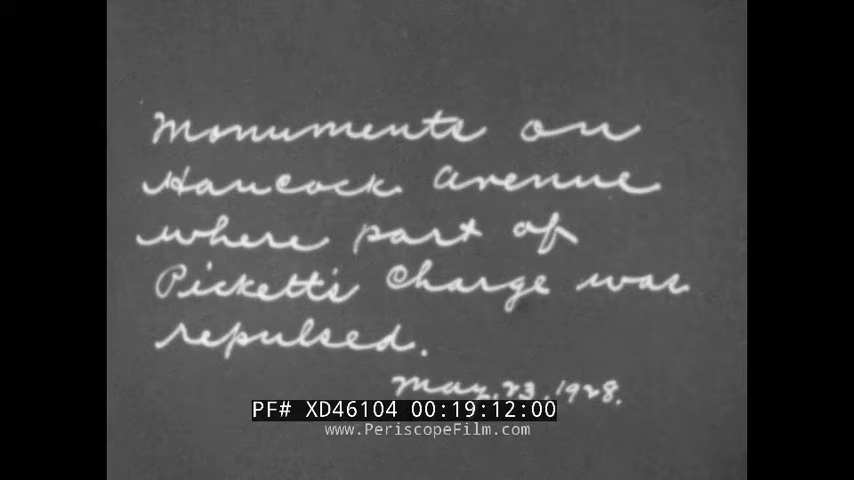 Monuments on
Hancock Avenue
where part of
Pickett's Charge was
repulsed.
May. 23. 1928.
PF# XD46104 00:19:12:00
www.PeriscopeFilm.com